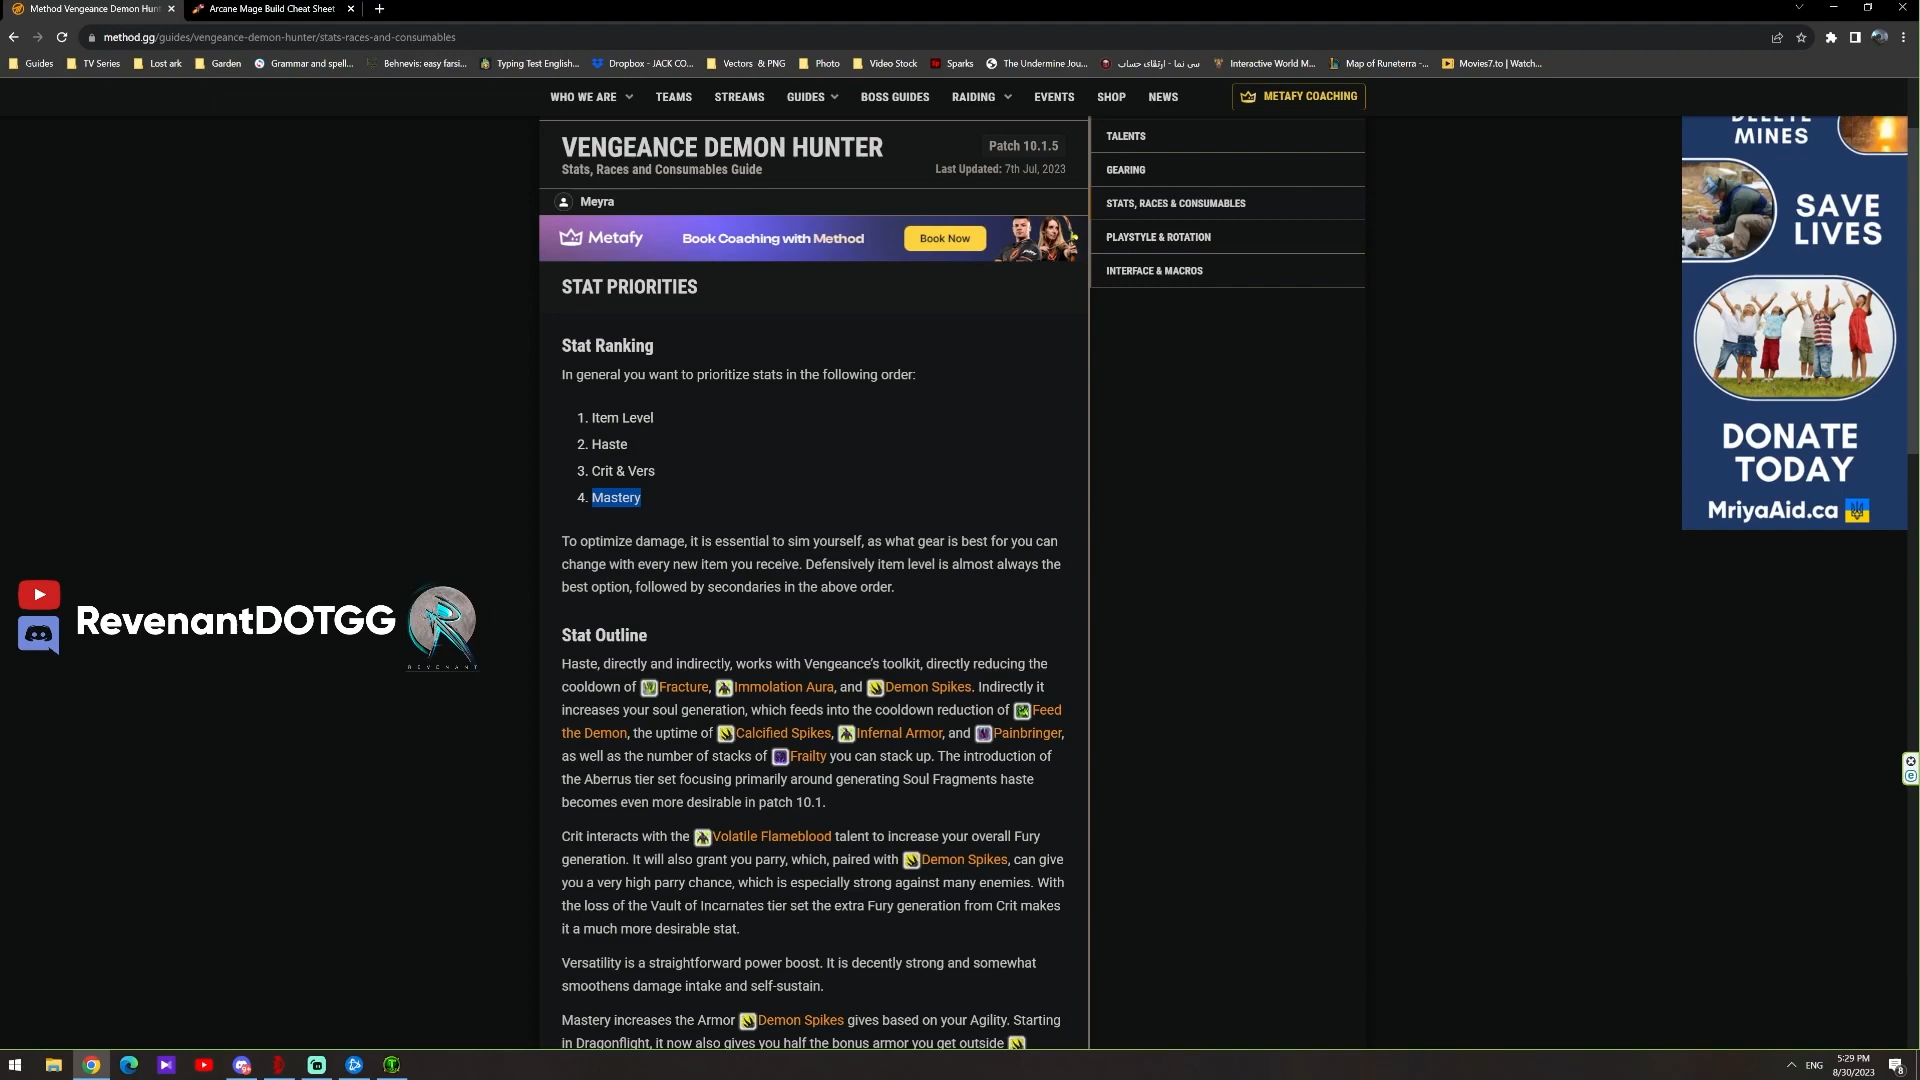 Method Vengeance Demon Hunt
Arcane Mage Build Cheat Sheet
method.gg/guides/vengeance-demon-hunter/stats-races-and-consumables
Guides
TV Series
Lost ark
Garden
Grammar and spell...
Behnevis: easy farsi...
Typing Test English...
Dropbox - JACK CO...
Vectors & PNG
Photo
Video Stock
Sparks
The Undermine Jou...
سی نما - ارتقای حساب
Interactive World M...
Map of Runeterra -...
Movies7.to | Watch...
WHO WE ARE
TEAMS
STREAMS
GUIDES
BOSS GUIDES
RAIDING
EVENTS
SHOP
NEWS
METAFY COACHING
VENGEANCE DEMON HUNTER
Patch 10.1.5
Stats, Races and Consumables Guide
Last Updated: 7th Jul, 2023
Meyra
Metafy
Book Coaching with Method
Book Now
STAT PRIORITIES
Stat Ranking
In general you want to prioritize stats in the following order:
1. Item Level
2. Haste
3. Crit & Vers
4. Mastery
To optimize damage, it is essential to sim yourself, as what gear is best for you can
change with every new item you receive. Defensively item level is almost always the
best option, followed by secondaries in the above order.
Stat Outline
Haste, directly and indirectly, works with Vengeance's toolkit, directly reducing the
cooldown of Fracture, Immolation Aura, and Demon Spikes. Indirectly it
increases your soul generation, which feeds into the cooldown reduction of Feed
the Demon, the uptime of Calcified Spikes, Infernal Armor, and Painbringer,
as well as the number of stacks of Frailty you can stack up. The introduction of
the Aberrus tier set focusing primarily around generating Soul Fragments haste
becomes even more desirable in patch 10.1.
Crit interacts with the Volatile Flameblood talent to increase your overall Fury
generation. It will also grant you parry, which, paired with Demon Spikes, can give
you a very high parry chance, which is especially strong against many enemies. With
the loss of the Vault of Incarnates tier set the extra Fury generation from Crit makes
it a much more desirable stat.
Versatility is a straightforward power boost. It is decently strong and somewhat
smoothens damage intake and self-sustain.
Mastery increases the Armor Demon Spikes gives based on your Agility. Starting
in Dragonflight, it now also gives you half the bonus armor you get outside
TALENTS
GEARING
STATS, RACES & CONSUMABLES
PLAYSTYLE & ROTATION
INTERFACE & MACROS
DELETE
MINES
SAVE
LIVES
DONATE
TODAY
MriyaAid.ca
RevenantDOTGG
REVENANT
ENG
5:29 PM
8/30/2023
8